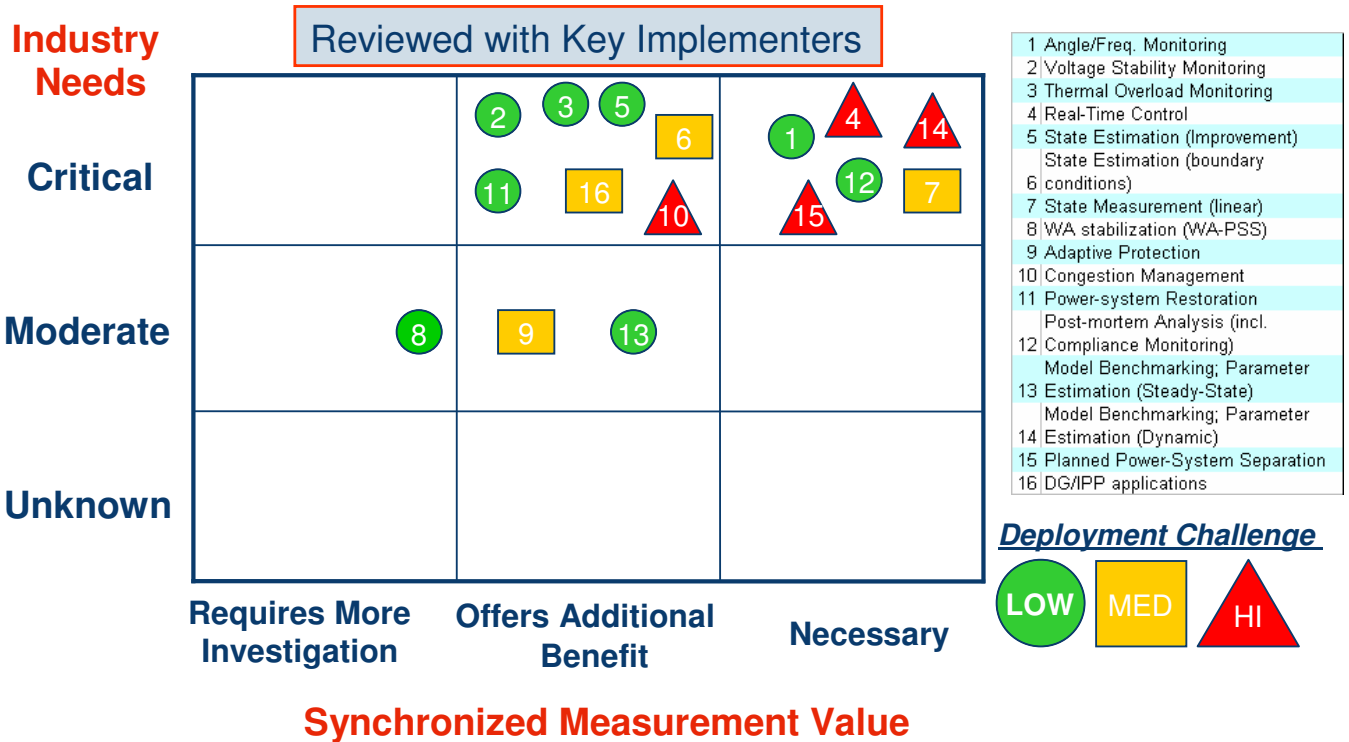 Industry
Needs
Reviewed with Key Implementers
Critical
2
3
5
6
11
16
10
1
4
14
12
15
7
Moderate
8
9
13
Unknown
Requires More
Investigation
Offers Additional
Benefit
Necessary
Synchronized Measurement Value
1 Angle/Freq. Monitoring
2 Voltage Stability Monitoring
3 Thermal Overload Monitoring
4 Real-Time Control
5 State Estimation (Improvement)
State Estimation (boundary
6 conditions)
7 State Measurement (linear)
8 WA stabilization (WA-PSS)
9 Adaptive Protection
10 Congestion Management
11 Power-system Restoration
Post-mortem Analysis (incl.
12 Compliance Monitoring)
Model Benchmarking; Parameter
13 Estimation (Steady-State)
Model Benchmarking; Parameter
14 Estimation (Dynamic)
15 Planned Power-System Separation
16 DG/IPP applications
Deployment Challenge
LOW MED HI